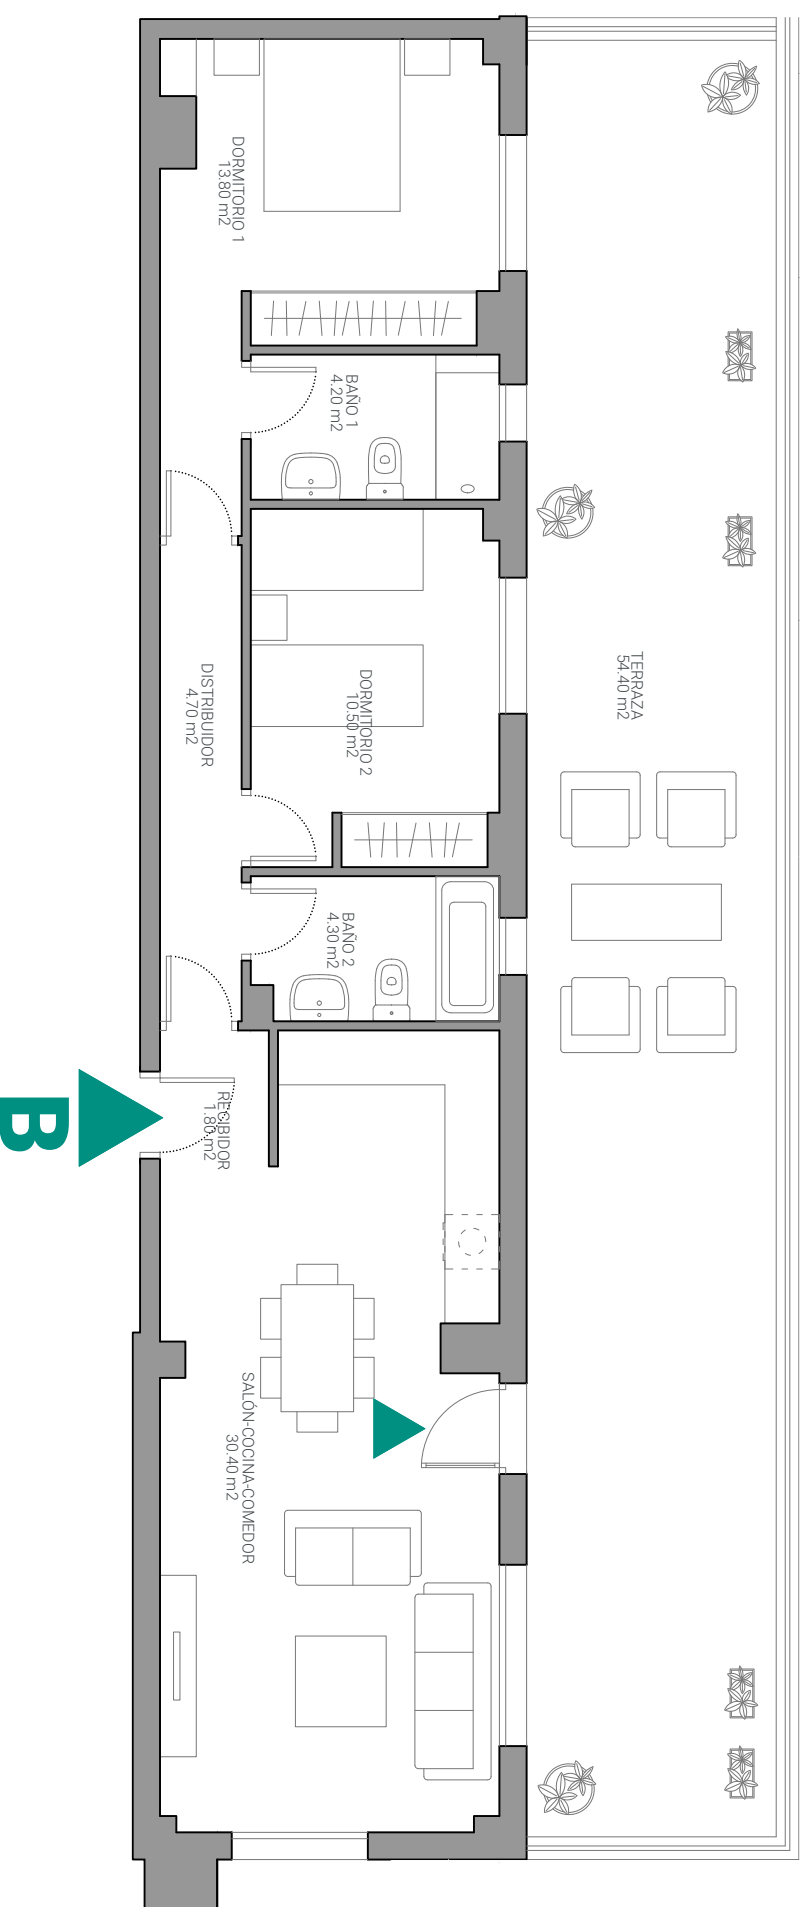 DORMITORIO 1
13.80 m2
BAÑO 1
4.20 m2
DORMITORIO 2
10.50 m2
TERRAZA
54.40 m2
DISTRIBUIDOR
4.70 m2
BAÑO 2
4.30 m2
RECIBIDOR
1.80 m2
B
SALÓN-COCINA-COMEDOR
30.40 m2